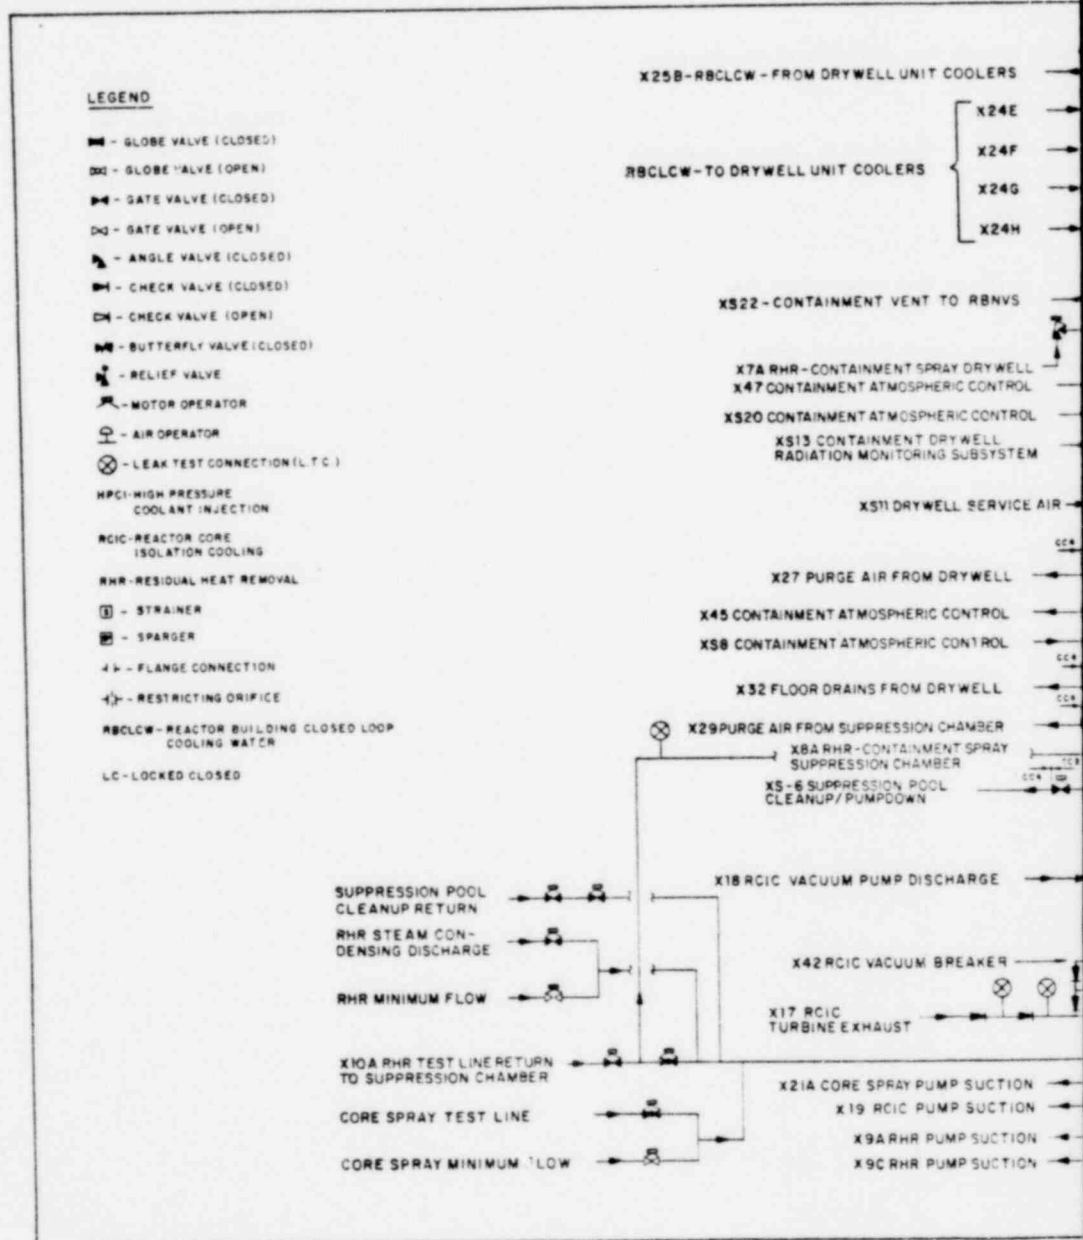 LEGEND
- GLOBE VALVE (CLOSED)
- GLOBE VALVE (OPEN)
- GATE VALVE (CLOSED)
- GATE VALVE (OPEN)
- ANGLE VALVE (CLOSED)
- CHECK VALVE (CLOSED)
- CHECK VALVE (OPEN)
- BUTTERFLY VALVE (CLOSED)
- RELIEF VALVE
- MOTOR OPERATOR
- AIR OPERATOR
- LEAK TEST CONNECTION (L.T.C.)
HPCI-HIGH PRESSURE
COOLANT INJECTION
RCIC-REACTOR CORE
ISOLATION COOLING
RHR-RESIDUAL HEAT REMOVAL
S - STRAINER
- SPARGER
- FLANGE CONNECTION
- RESTRICTING ORIFICE
RBCLCW-REACTOR BUILDING CLOSED LOOP
COOLING WATER
LC-LOCKED CLOSED
X25B-RBCLCW-FROM DRYWELL UNIT COOLERS
RBCLCW-TO DRYWELL UNIT COOLERS
X24E
X24F
X24G
X24H
XS22-CONTAINMENT VENT TO RBNVS
X7A RHR-CONTAINMENT SPRAY DRYWELL
X47 CONTAINMENT ATMOSPHERIC CONTROL
XS20 CONTAINMENT ATMOSPHERIC CONTROL
XS13 CONTAINMENT DRYWELL
RADIATION MONITORING SUBSYSTEM
XS11 DRYWELL SERVICE AIR
X27 PURGE AIR FROM DRYWELL
X45 CONTAINMENT ATMOSPHERIC CONTROL
XS8 CONTAINMENT ATMOSPHERIC CONTROL
X32 FLOOR DRAINS FROM DRYWELL
X29 PURGE AIR FROM SUPPRESSION CHAMBER
X8A RHR-CONTAINMENT SPRAY
SUPPRESSION CHAMBER
XS-6 SUPPRESSION POOL
CLEANUP/PUMPDOWN
SUPPRESSION POOL
CLEANUP RETURN
RHR STEAM CON-
DENSING DISCHARGE
RHR MINIMUM FLOW
X10A RHR TEST LINE RETURN
TO SUPPRESSION CHAMBER
CORE SPRAY TEST LINE
CORE SPRAY MINIMUM FLOW
X18 RCIC VACUUM PUMP DISCHARGE
X42 RCIC VACUUM BREAKER
X17 RCIC
TURBINE EXHAUST
X21A CORE SPRAY PUMP SUCTION
X19 RCIC PUMP SUCTION
X9A RHR PUMP SUCTION
X9C RHR PUMP SUCTION